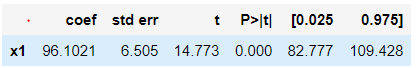 coef std err t P>|t| [0.025 0.975]
x1 96.1021 6.505 14.773 0.000 82.777 109.428